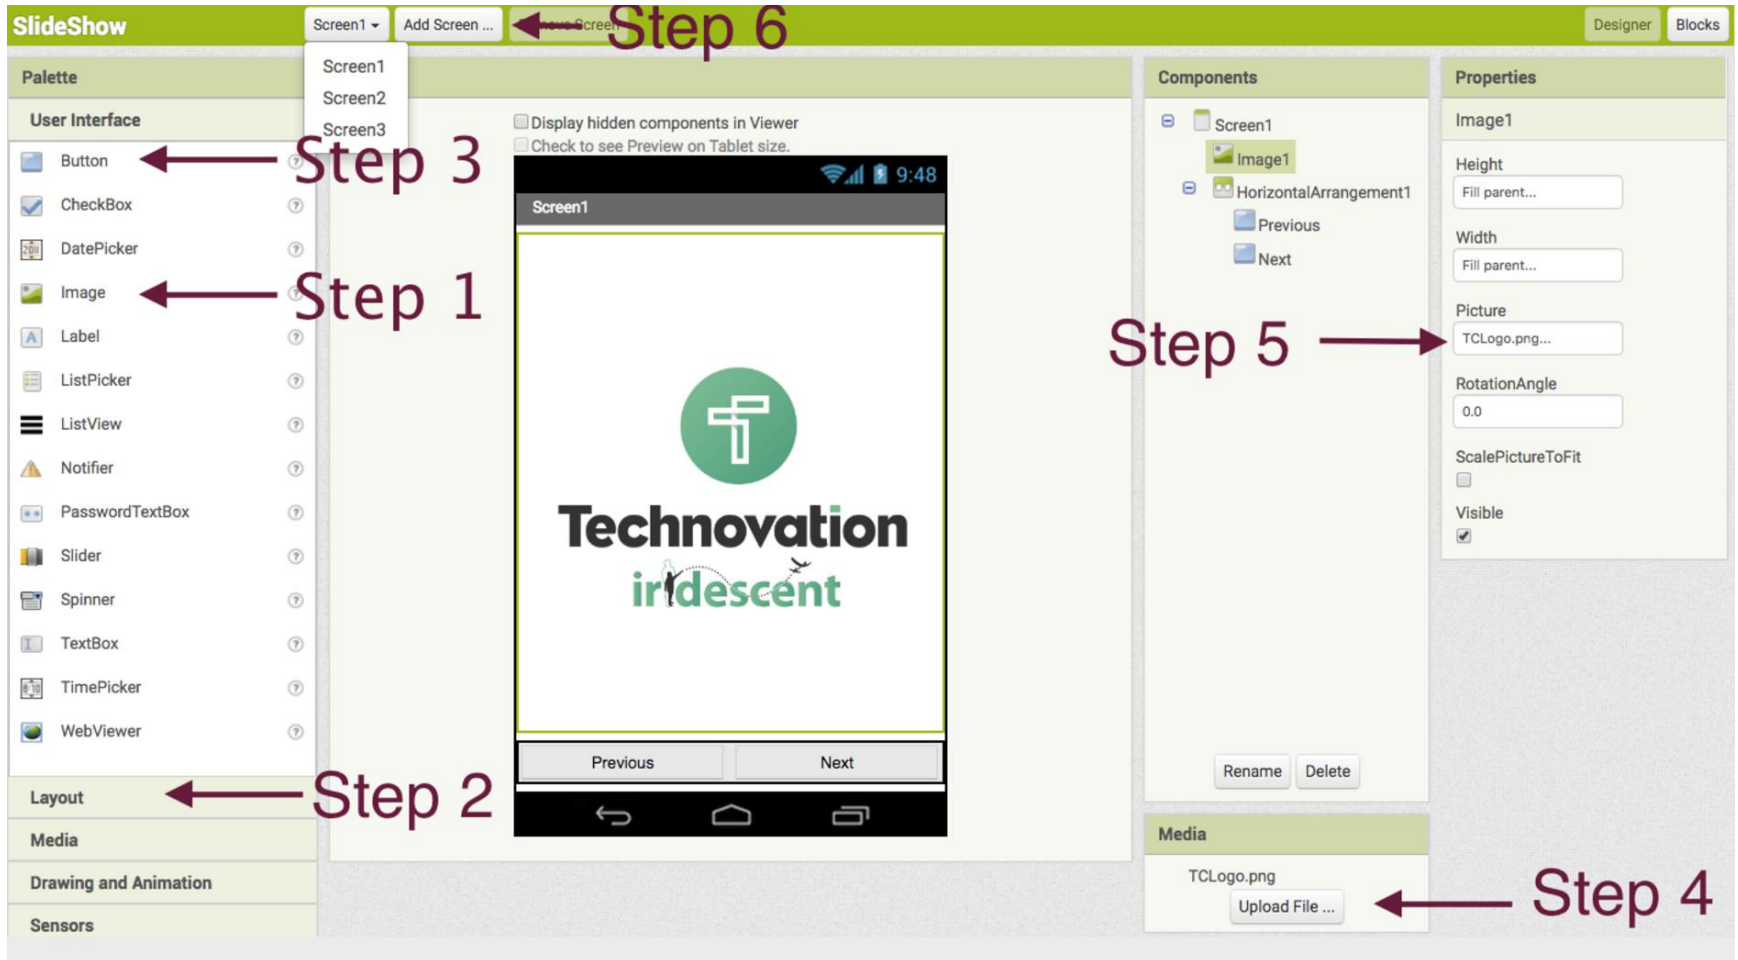 SlideShow
Screen1
Add Screen ...
Remove Screen
Step 6
Designer
Blocks
Screen1
Screen2
Screen3
Palette
User Interface
Button
Step 3
CheckBox
DatePicker
Image
Step 1
Label
ListPicker
ListView
Notifier
PasswordTextBox
Slider
Spinner
TextBox
TimePicker
WebViewer
Layout
Step 2
Media
Drawing and Animation
Sensors
Display hidden components in Viewer
Check to see Preview on Tablet size.
9:48
Screen1
Technovation
iridescent
Previous
Next
Components
Screen1
Image1
HorizontalArrangement1
Previous
Next
Rename
Delete
Media
TCLogo.png
Upload File ...
Step 4
Properties
Image1
Height
Fill parent...
Width
Fill parent...
Picture
Step 5
TCLogo.png...
RotationAngle
0.0
ScalePictureToFit
Visible